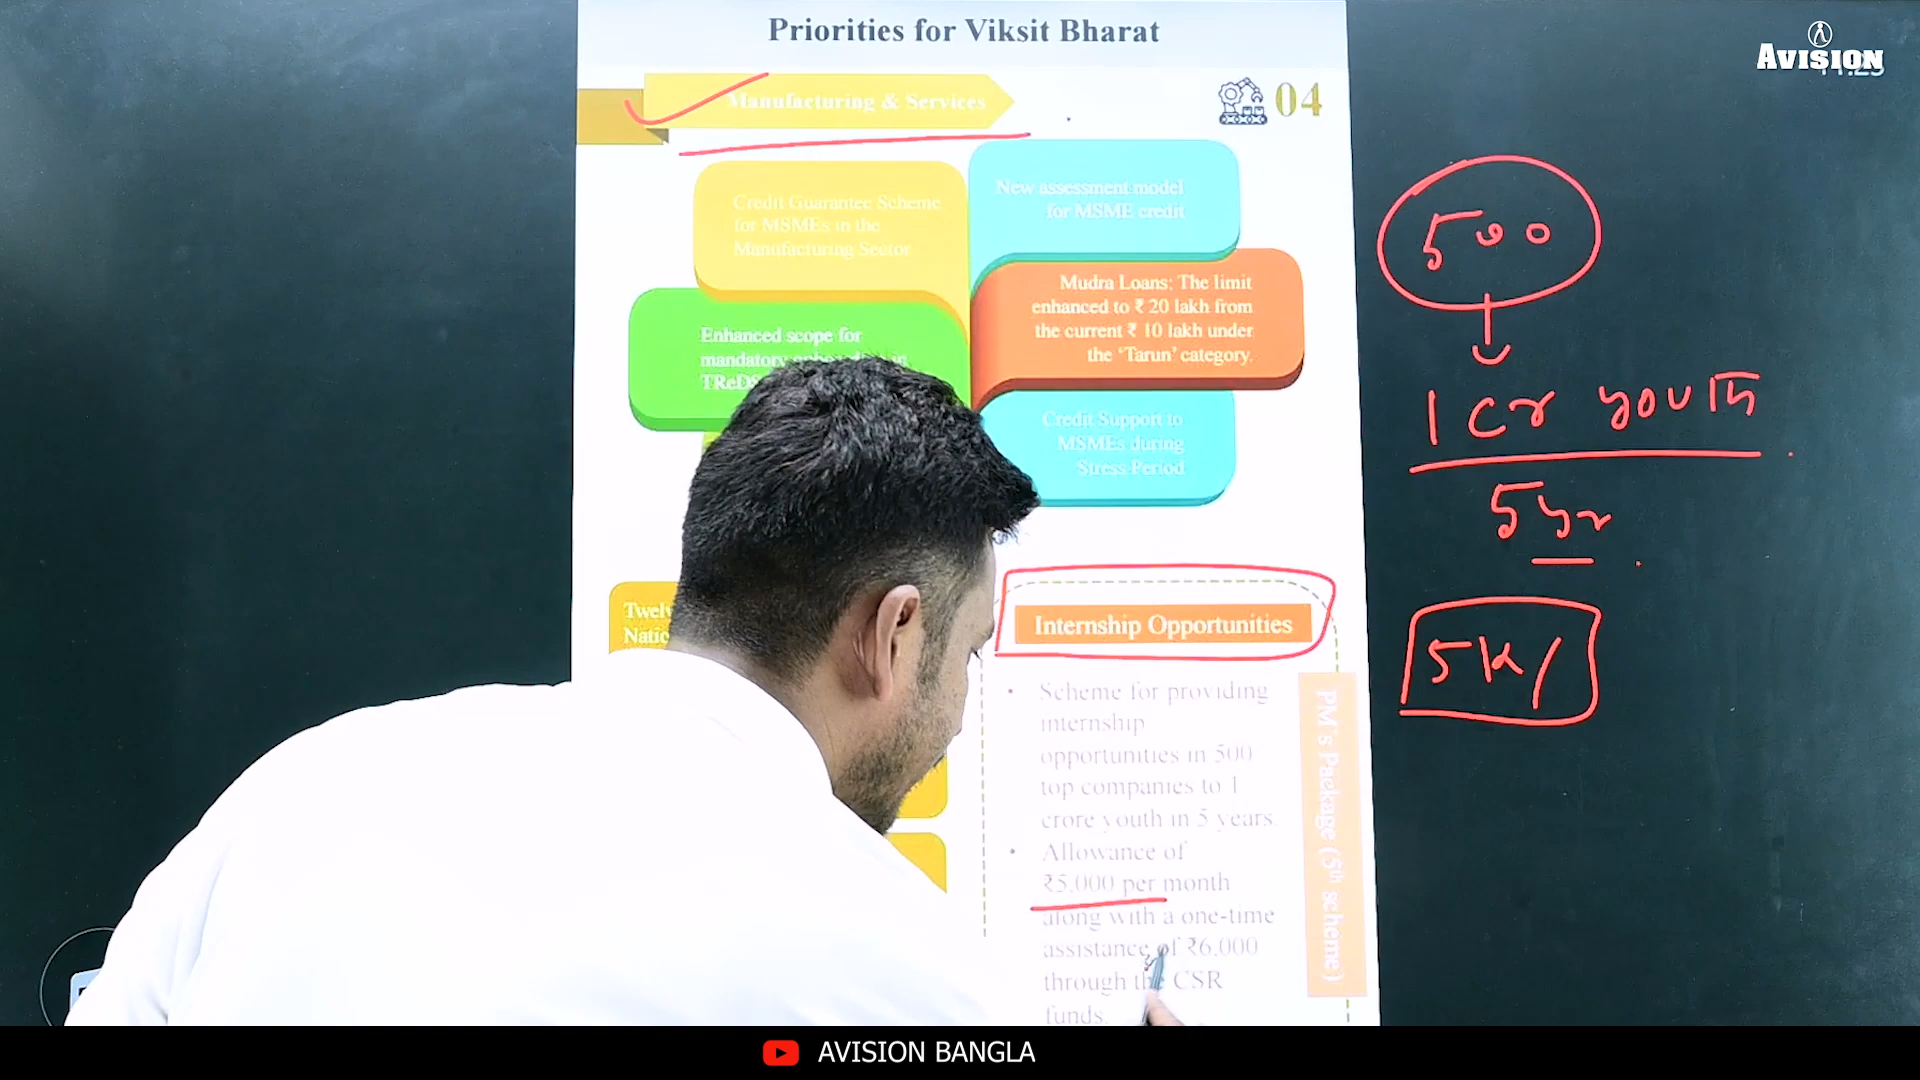 Priorities for Viksit Bharat
AVISION
Manufacturing & Services
04
Credit Guarantee Scheme
for MSMEs in the
Manufacturing Sector
New assessment model
for MSME credit
Enhanced scope for
mandatory
Mudra Loans: The limit
enhanced to ₹ 20 lakh from
the current ₹ 10 lakh under
the ‘Tarun’ category.
Credit Support to
MSMEs during
Stress Period
Internship Opportunities
• Scheme for providing
internship
opportunities in 500
top companies to 1
crore youth in 5 years.
• Allowance of
₹5,000 per month
along with a one-time
assistance of ₹6,000
through the CSR
funds.
PM's Package (5th scheme)
500
1 Cr youth
5 yr
5K/
AVISION BANGLA